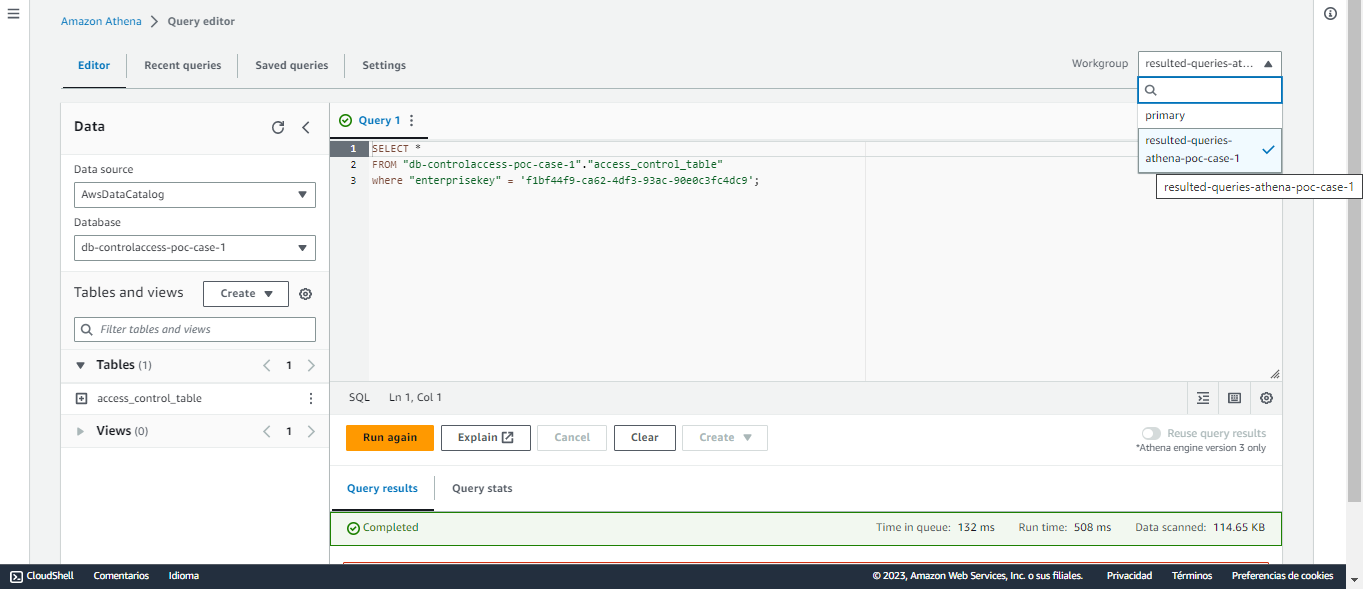 Amazon Athena > Query editor
Editor
Recent queries
Saved queries
Settings
Workgroup
resulted-queries-at...
primary
resulted-queries-
athena-poc-case-1
resulted-queries-athena-poc-case-1
Data
Data source
AwsDataCatalog
Database
db-controlaccess-poc-case-1
Tables and views
Create
Filter tables and views
Tables (1)
1
access_control_table
Views (0)
1
Query 1
1 SELECT *
2 FROM "db-controlaccess-poc-case-1"."access_control_table"
3 where "enterprisekey" = 'f1bf44f9-ca62-4df3-93ac-90e0c3fc4dc9';
SQL Ln 1, Col 1
Run again
Explain
Cancel
Clear
Create
Reuse query results
*Athena engine version 3 only
Query results
Query stats
Completed
Time in queue: 132 ms
Run time: 508 ms
Data scanned: 114.65 KB
CloudShell
Comentarios
Idioma
© 2023, Amazon Web Services, Inc. o sus filiales.
Privacidad
Términos
Preferencias de cookies